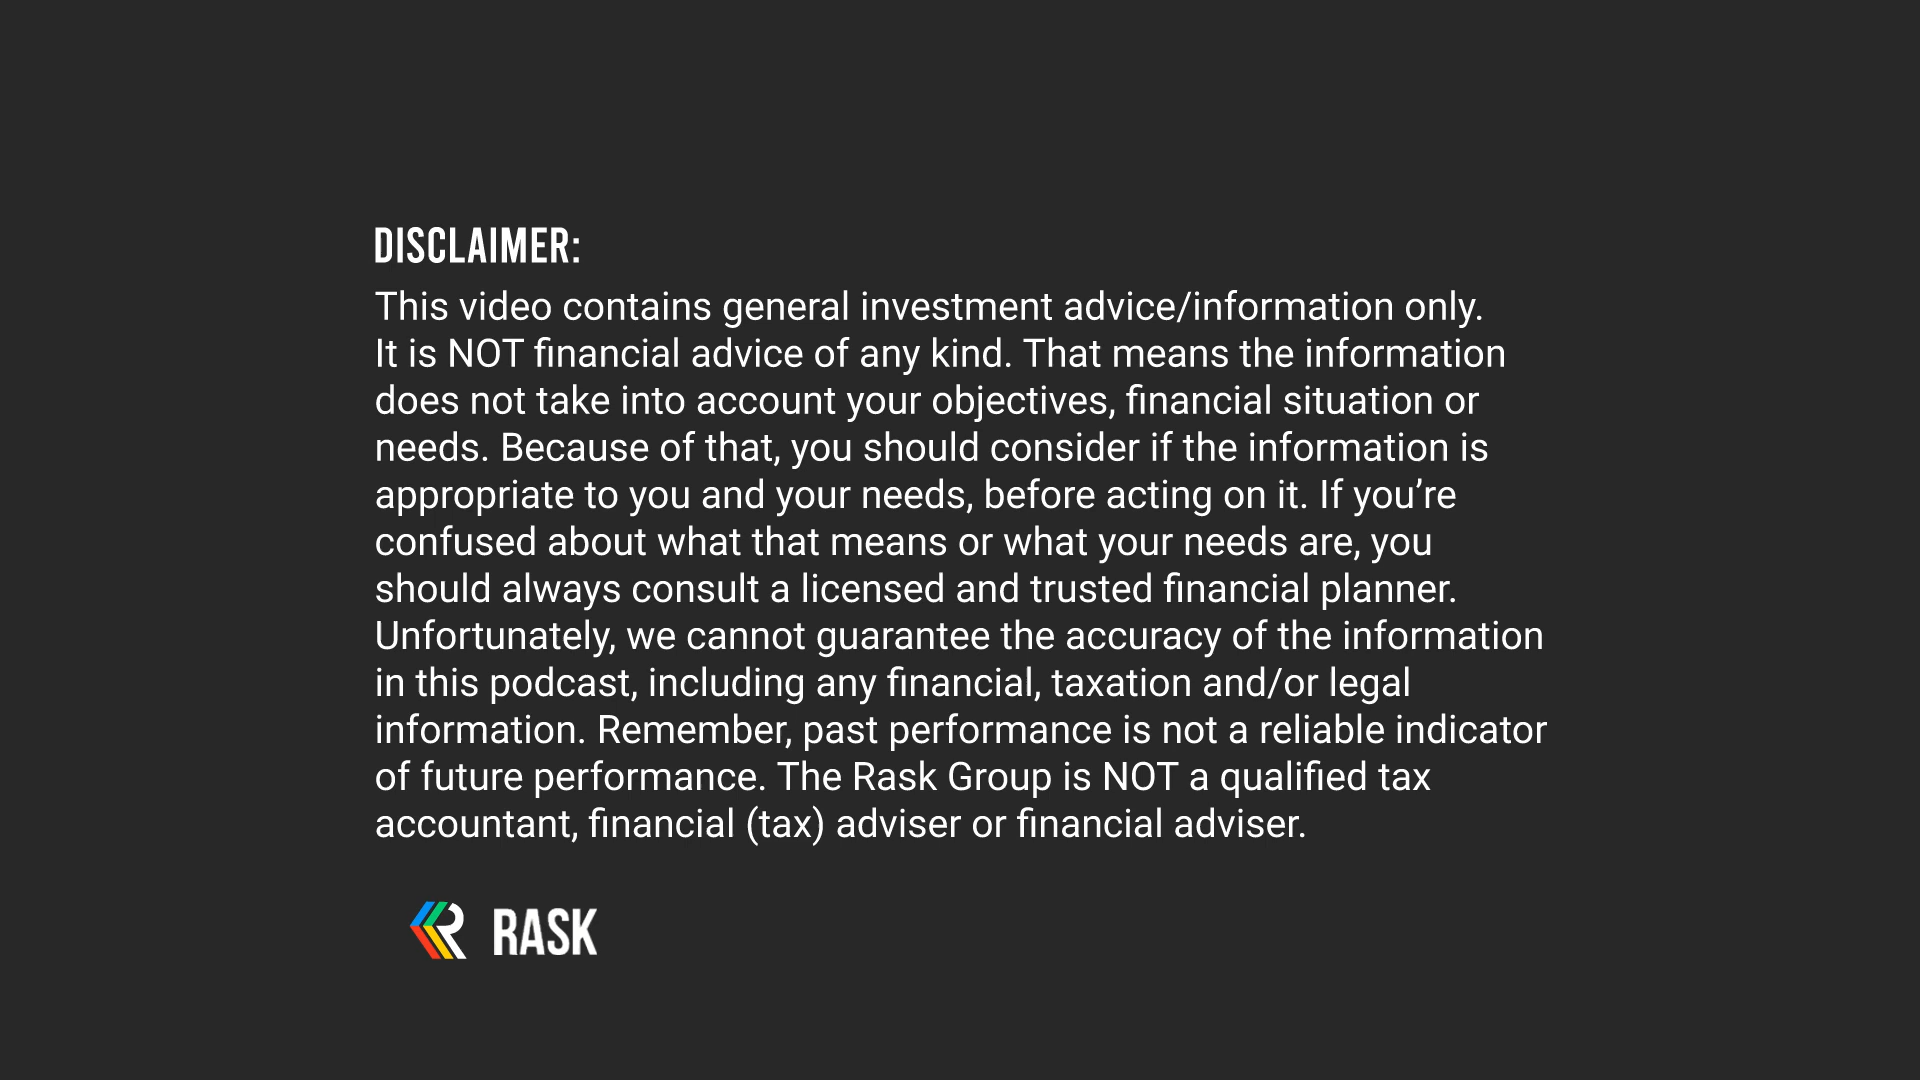 DISCLAIMER:
This video contains general investment advice/information only.
It is NOT financial advice of any kind. That means the information
does not take into account your objectives, financial situation or
needs. Because of that, you should consider if the information is
appropriate to you and your needs, before acting on it. If you’re
confused about what that means or what your needs are, you
should always consult a licensed and trusted financial planner.
Unfortunately, we cannot guarantee the accuracy of the information
in this podcast, including any financial, taxation and/or legal
information. Remember, past performance is not a reliable indicator
of future performance. The Rask Group is NOT a qualified tax
accountant, financial (tax) adviser or financial adviser.
RASK